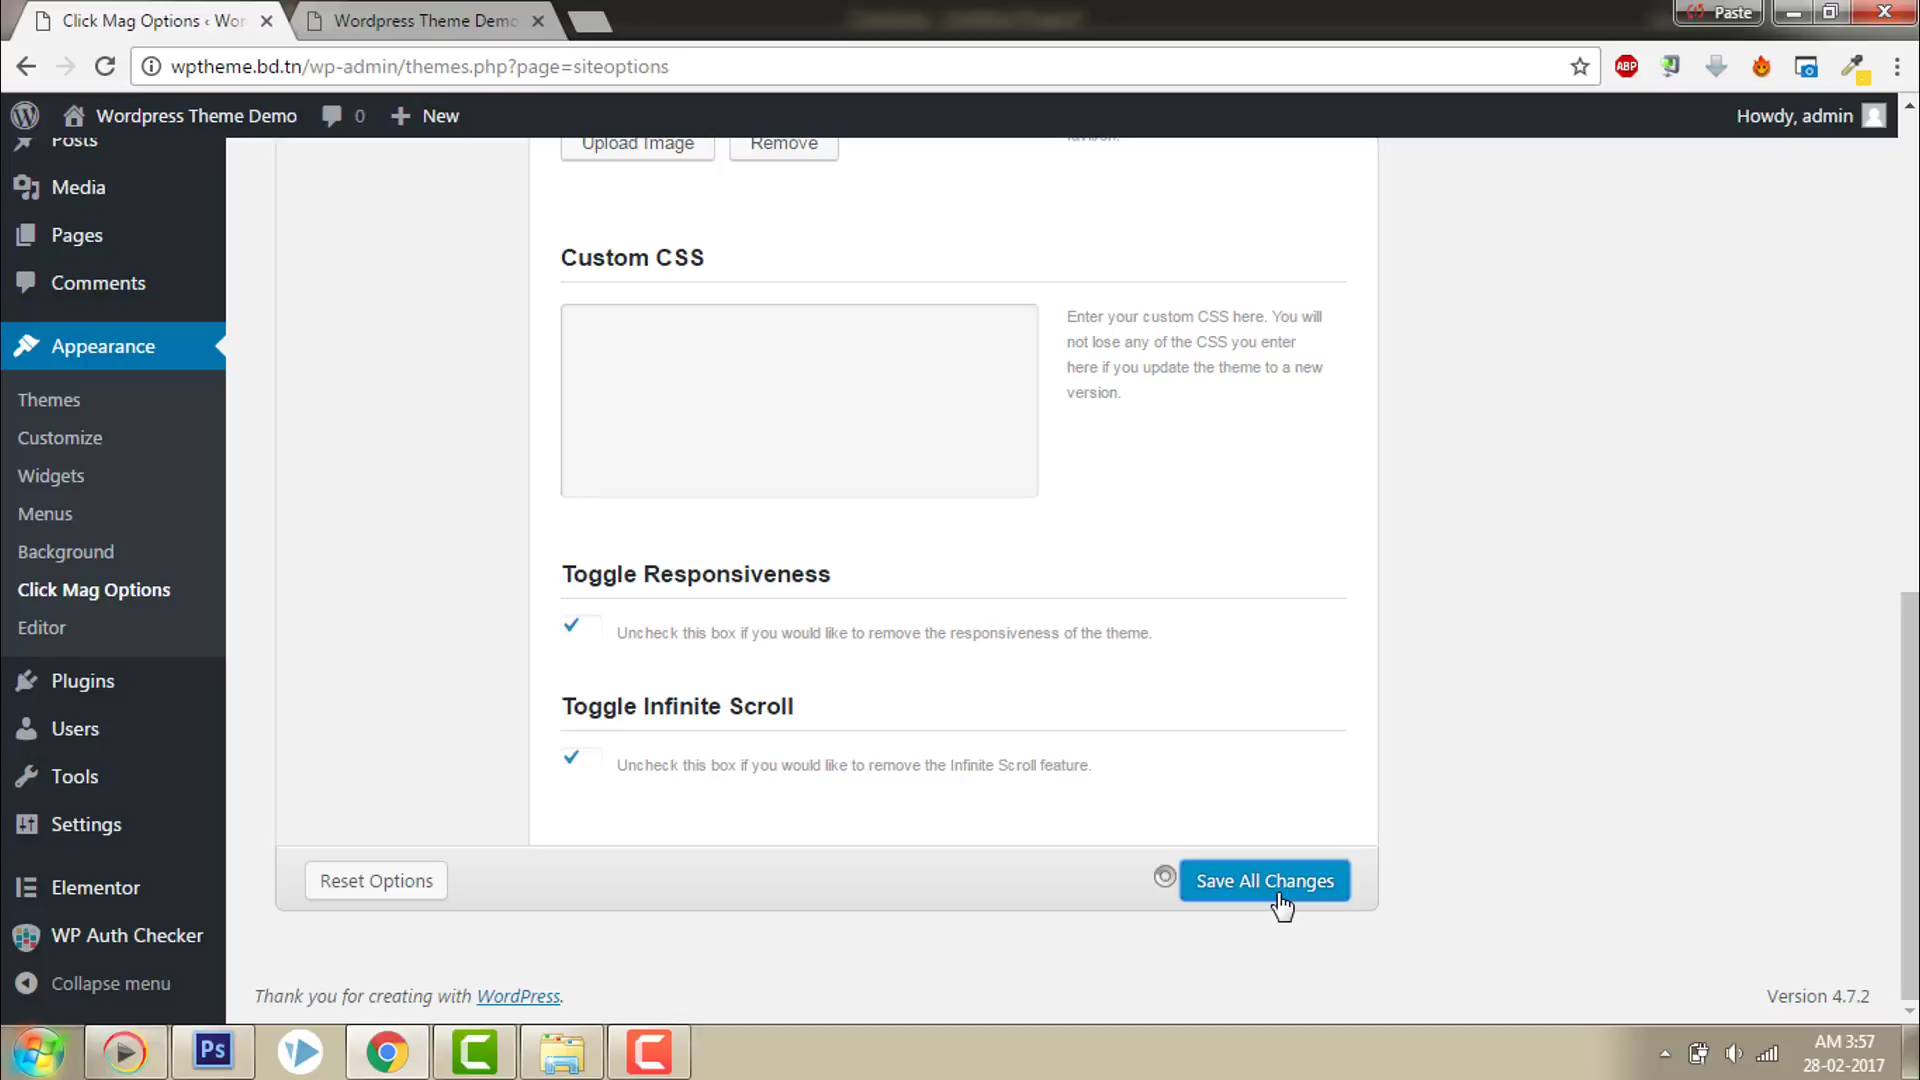 Click Mag Options ‹ Wor
Wordpress Theme Demo
Paste
wptheme.bd.tn/wp-admin/themes.php?page=siteoptions
ABP
Wordpress Theme Demo
0
New
Howdy, admin
Posts
Media
Pages
Comments
Appearance
Themes
Customize
Widgets
Menus
Background
Click Mag Options
Editor
Plugins
Users
Tools
Settings
Elementor
WP Auth Checker
Collapse menu
Upload Image
Remove
favicon.
Custom CSS
Enter your custom CSS here. You will
not lose any of the CSS you enter
here if you update the theme to a new
version.
Toggle Responsiveness
Uncheck this box if you would like to remove the responsiveness of the theme.
Toggle Infinite Scroll
Uncheck this box if you would like to remove the Infinite Scroll feature.
Reset Options
Save All Changes
Thank you for creating with WordPress.
Version 4.7.2
Ps
AM 3:57
28-02-2017